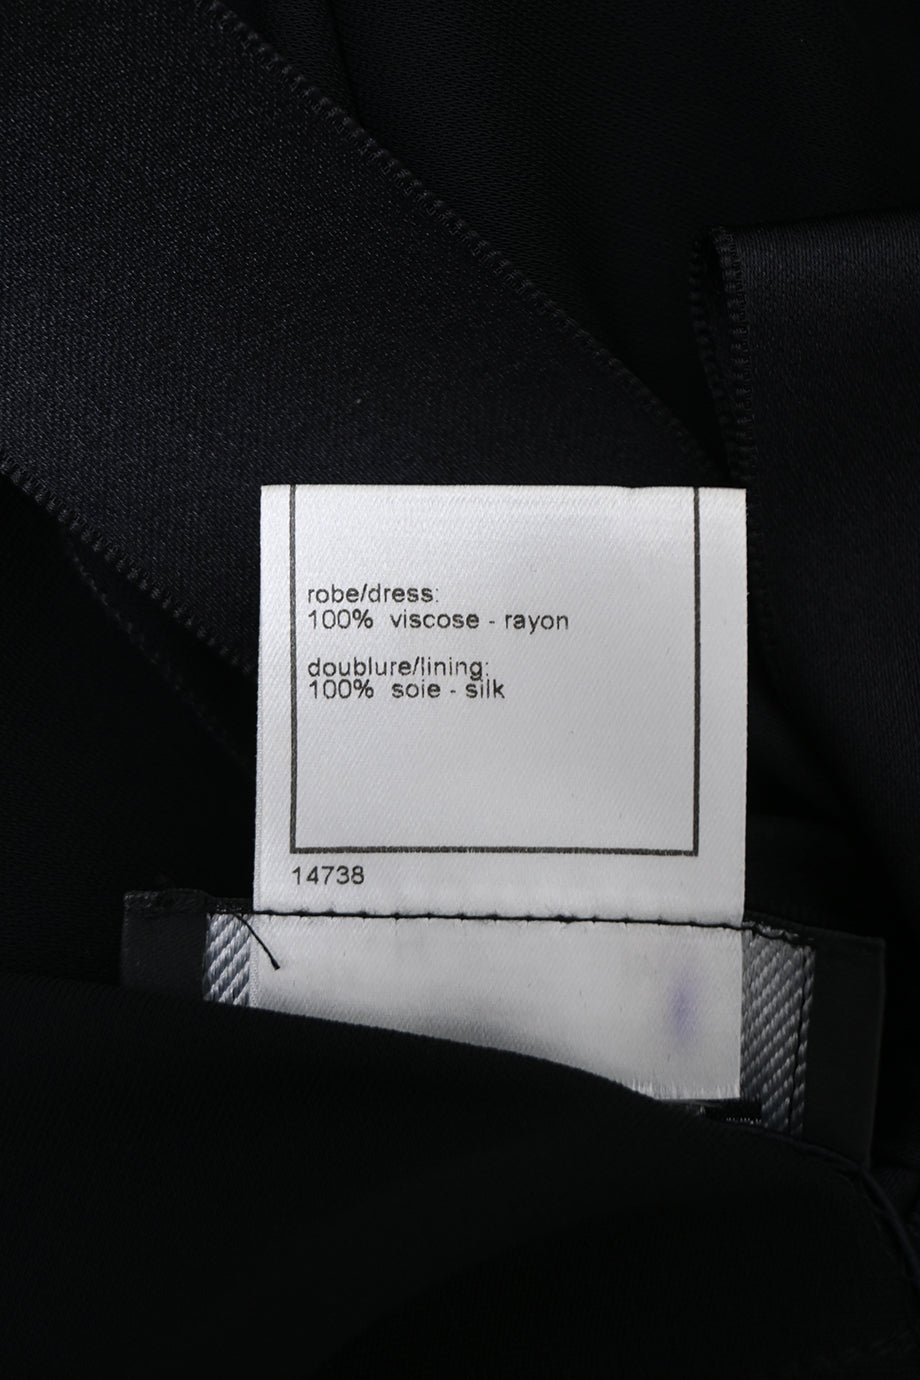 robe/dress:
100% viscose - rayon
doublure/lining:
100% soie - silk
14738